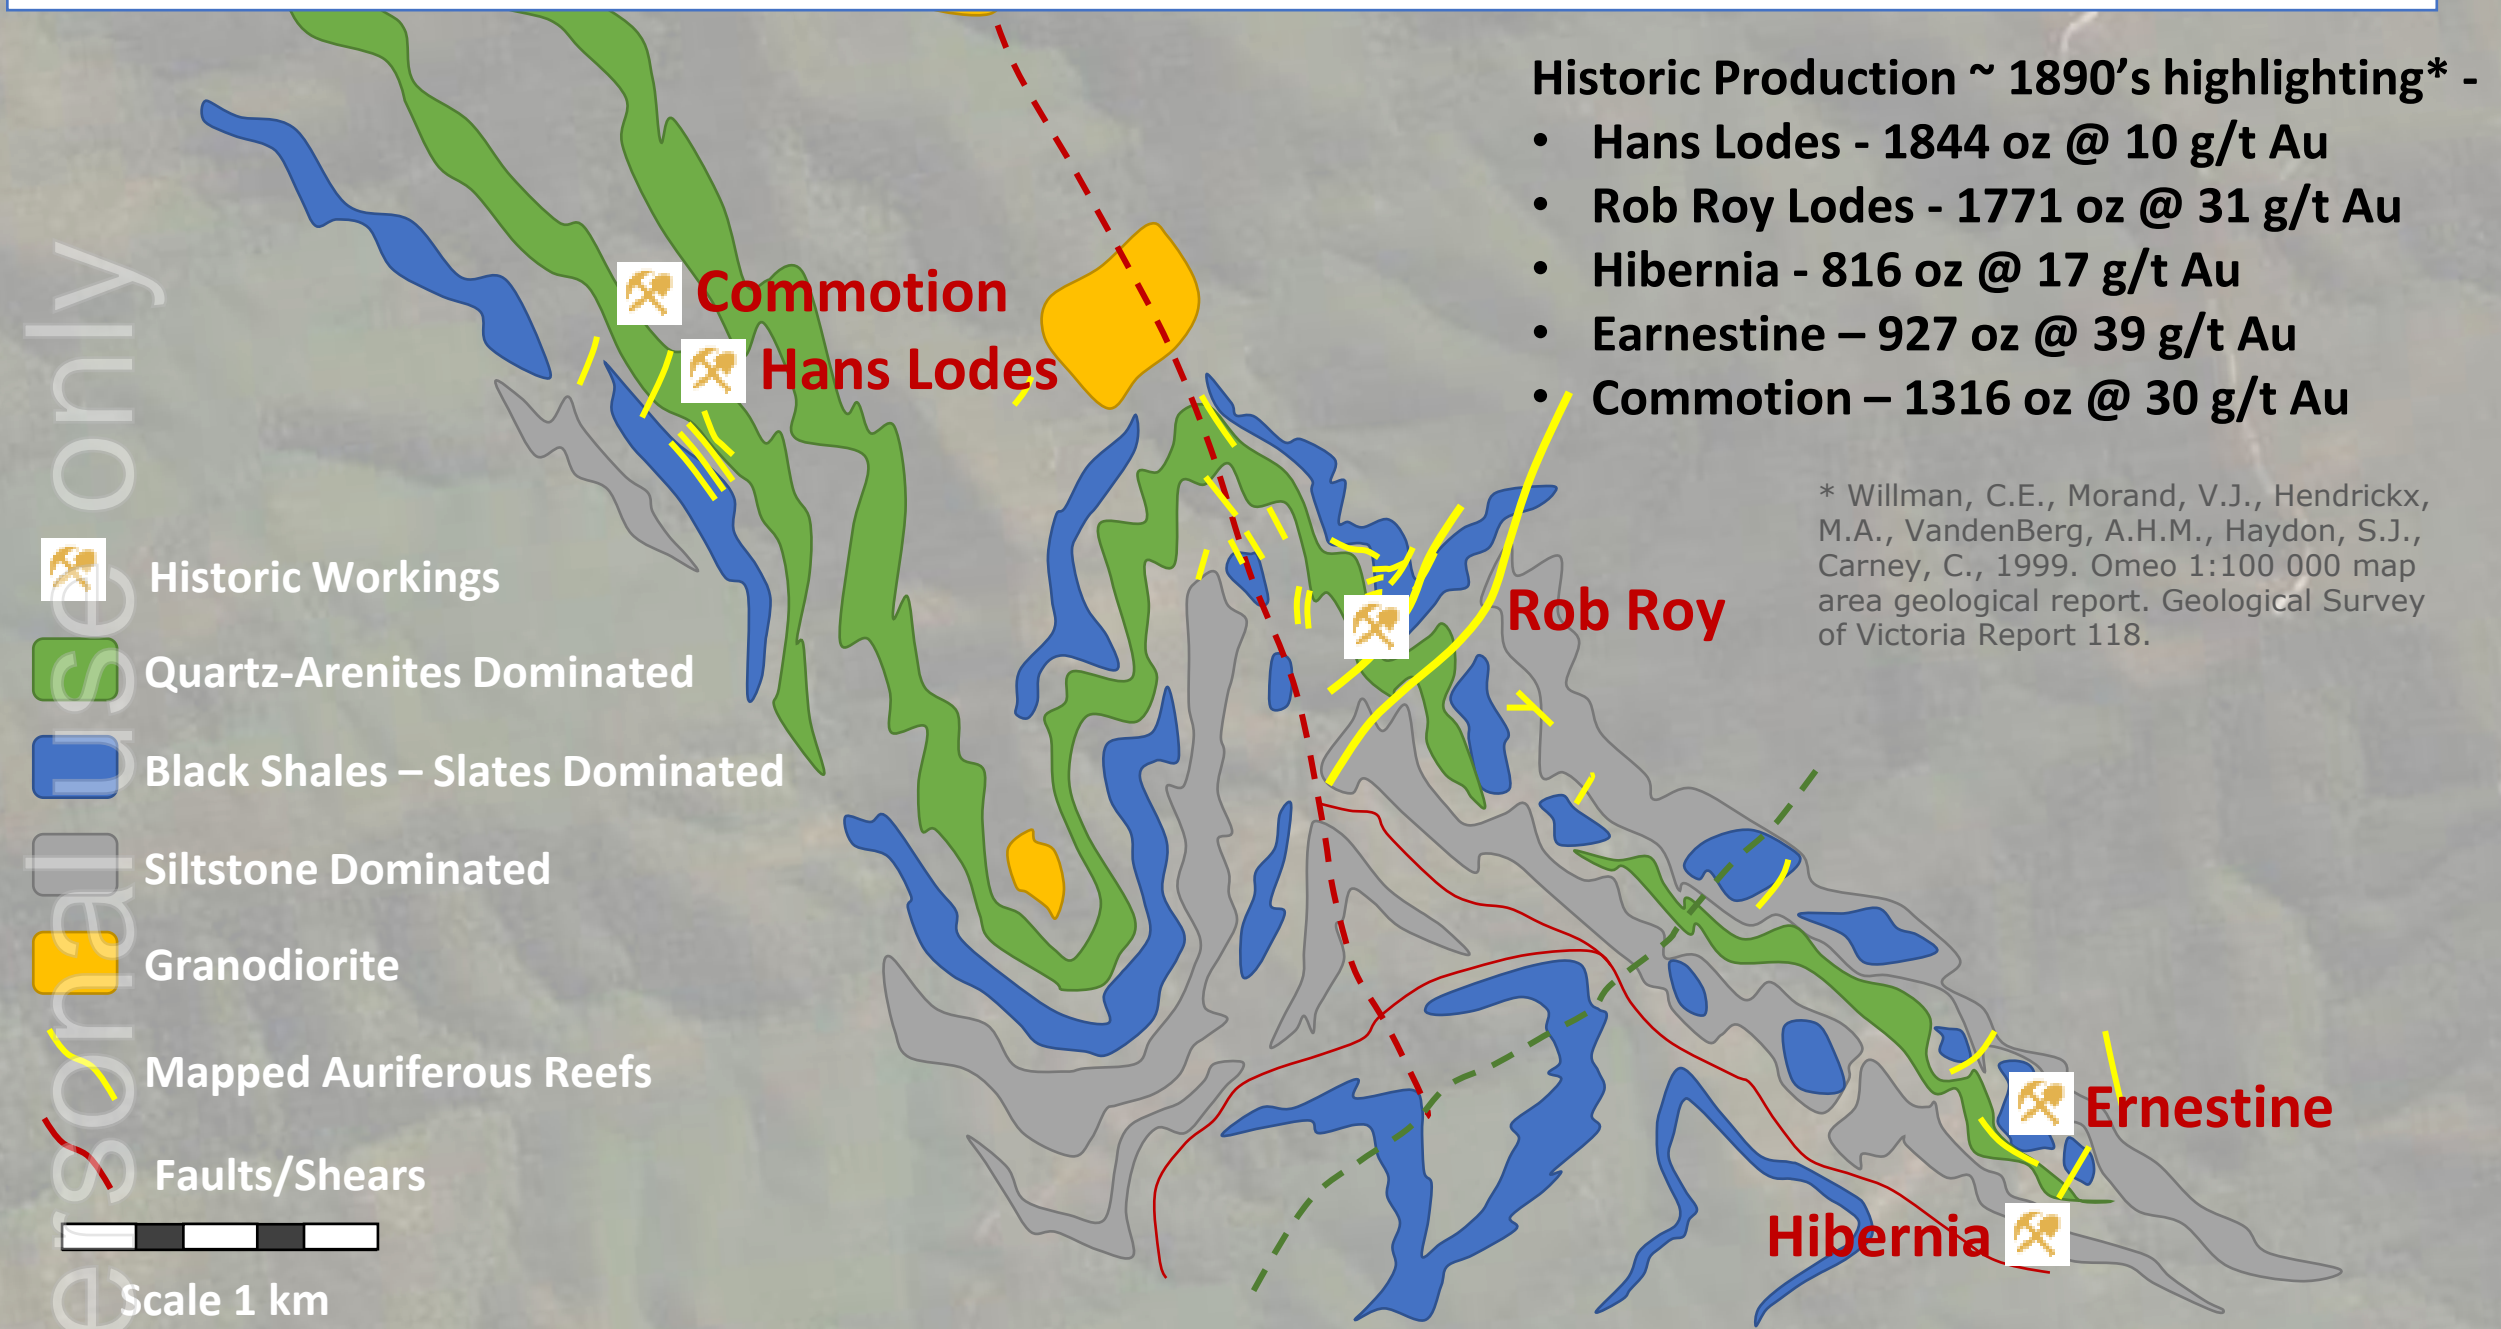 Historic Production ~ 1890’s highlighting* -
• Hans Lodes - 1844 oz @ 10 g/t Au
• Rob Roy Lodes - 1771 oz @ 31 g/t Au
• Hibernia - 816 oz @ 17 g/t Au
• Earnestine – 927 oz @ 39 g/t Au
• Commotion – 1316 oz @ 30 g/t Au
* Willman, C.E., Morand, V.J., Hendrickx,
M.A., VandenBerg, A.H.M., Haydon, S.J.,
Carney, C., 1999. Omeo 1:100 000 map
area geological report. Geological Survey
of Victoria Report 118.
Commotion
Hans Lodes
Rob Roy
Ernestine
Hibernia
Historic Workings
Quartz-Arenites Dominated
Black Shales – Slates Dominated
Siltstone Dominated
Granodiorite
Mapped Auriferous Reefs
Faults/Shears
Scale 1 km
ersonal use only